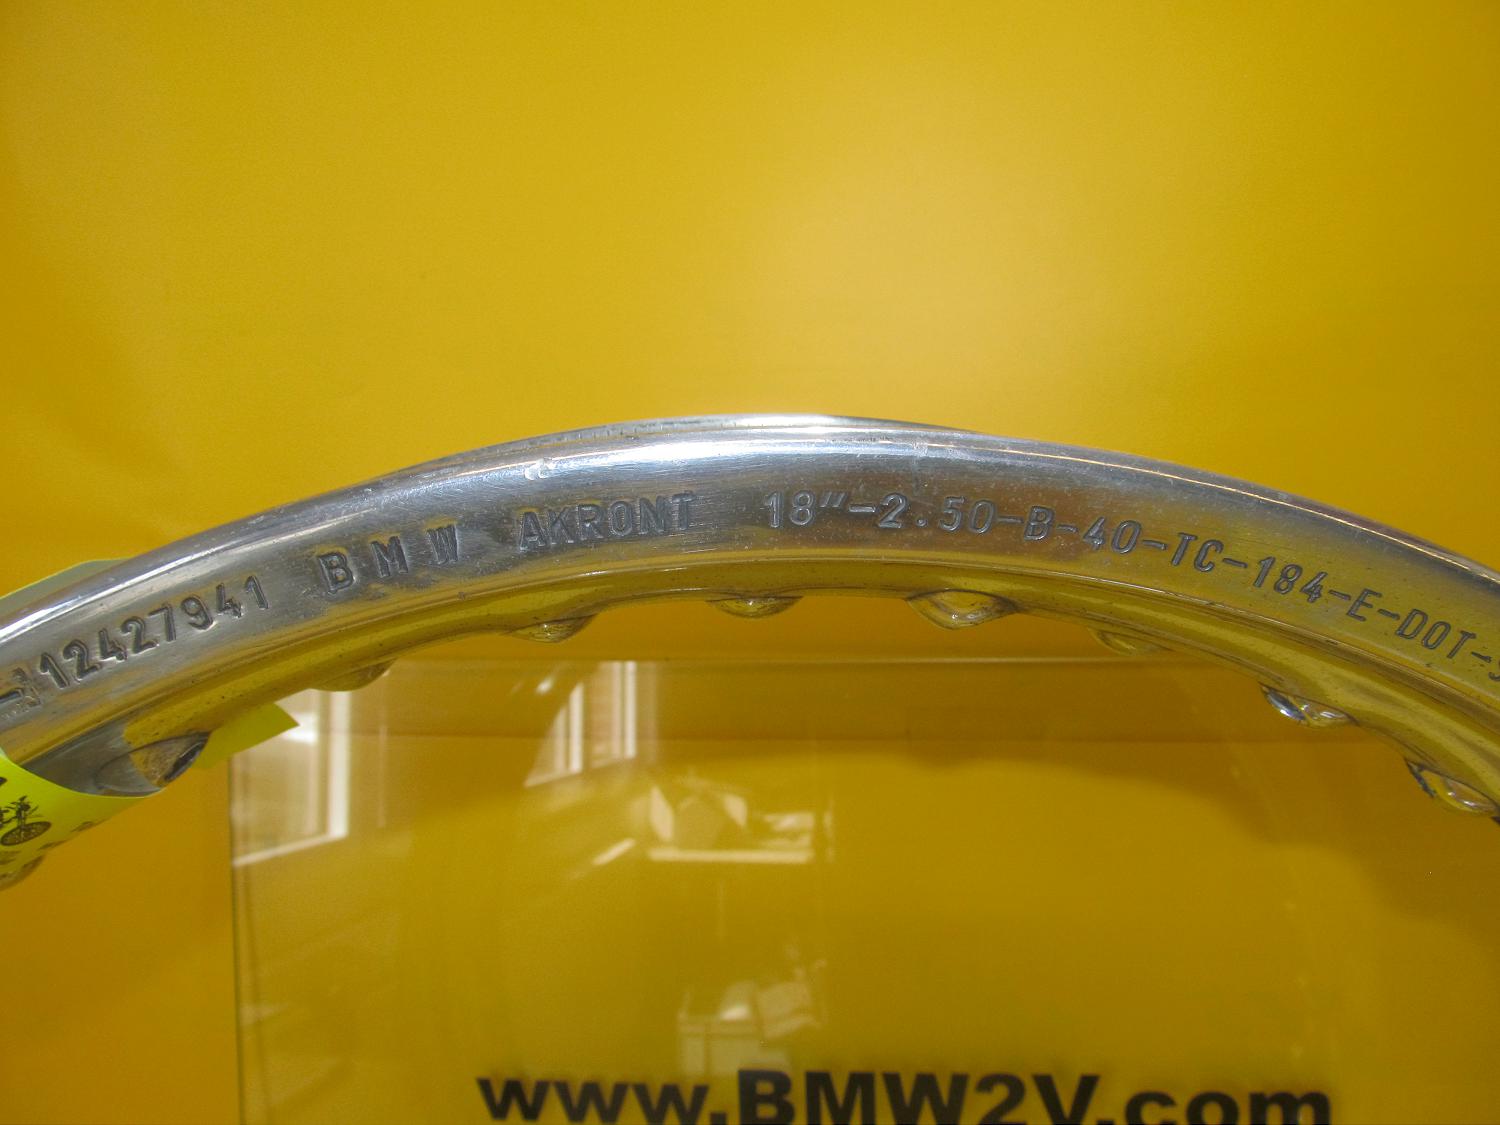 12427941 BMW AKRONT 18"-2.50-B-40-TC-184-E-DOT-
www.BMW2V.com